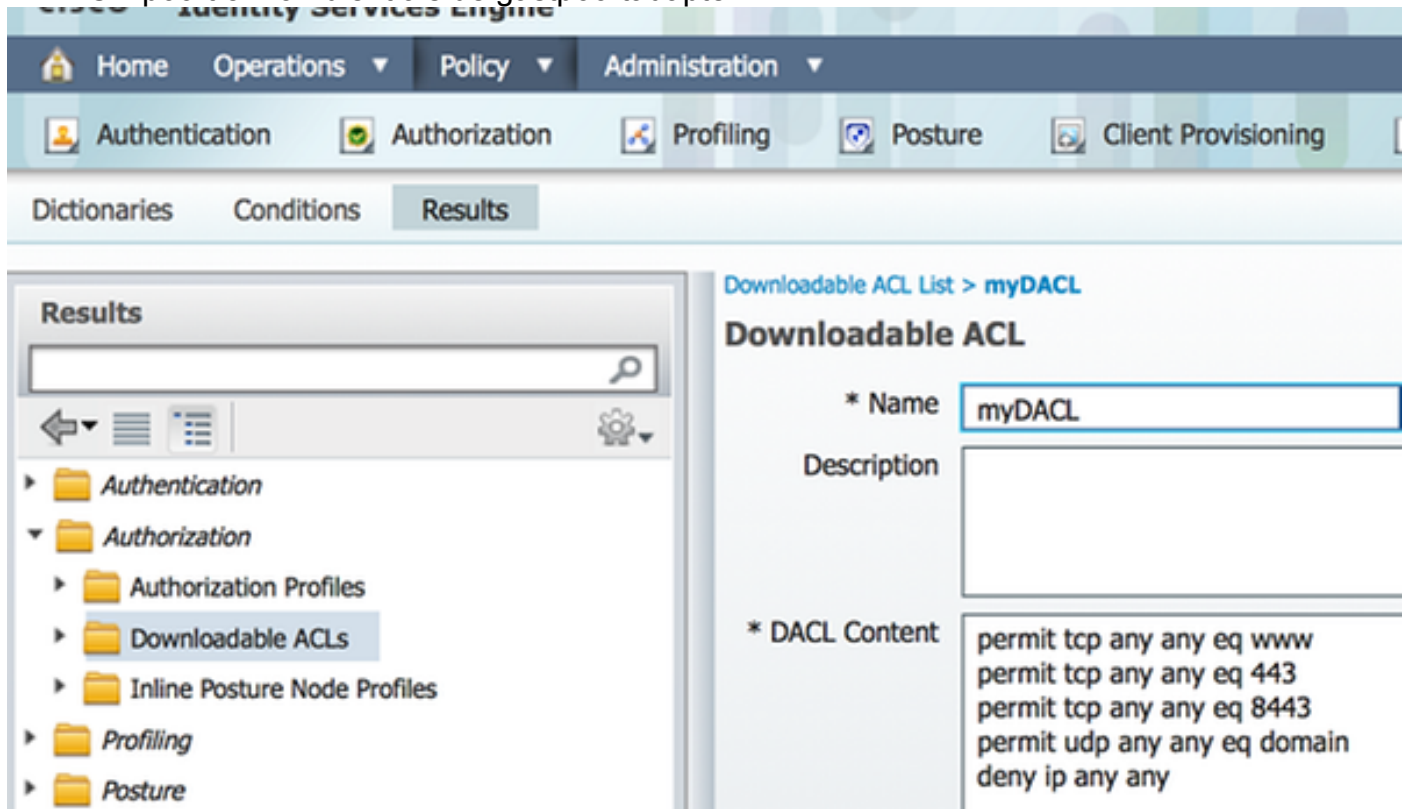 Identity Services Engine
Home Operations Policy Administration
Authentication Authorization Profiling Posture Client Provisioning
Dictionaries Conditions Results
Results
Authentication
Authorization
Authorization Profiles
Downloadable ACLs
Inline Posture Node Profiles
Profiling
Posture
Downloadable ACL List > myDACL
Downloadable ACL
* Name myDACL
Description
* DACL Content
permit tcp any any eq www
permit tcp any any eq 443
permit tcp any any eq 8443
permit udp any any eq domain
deny ip any any